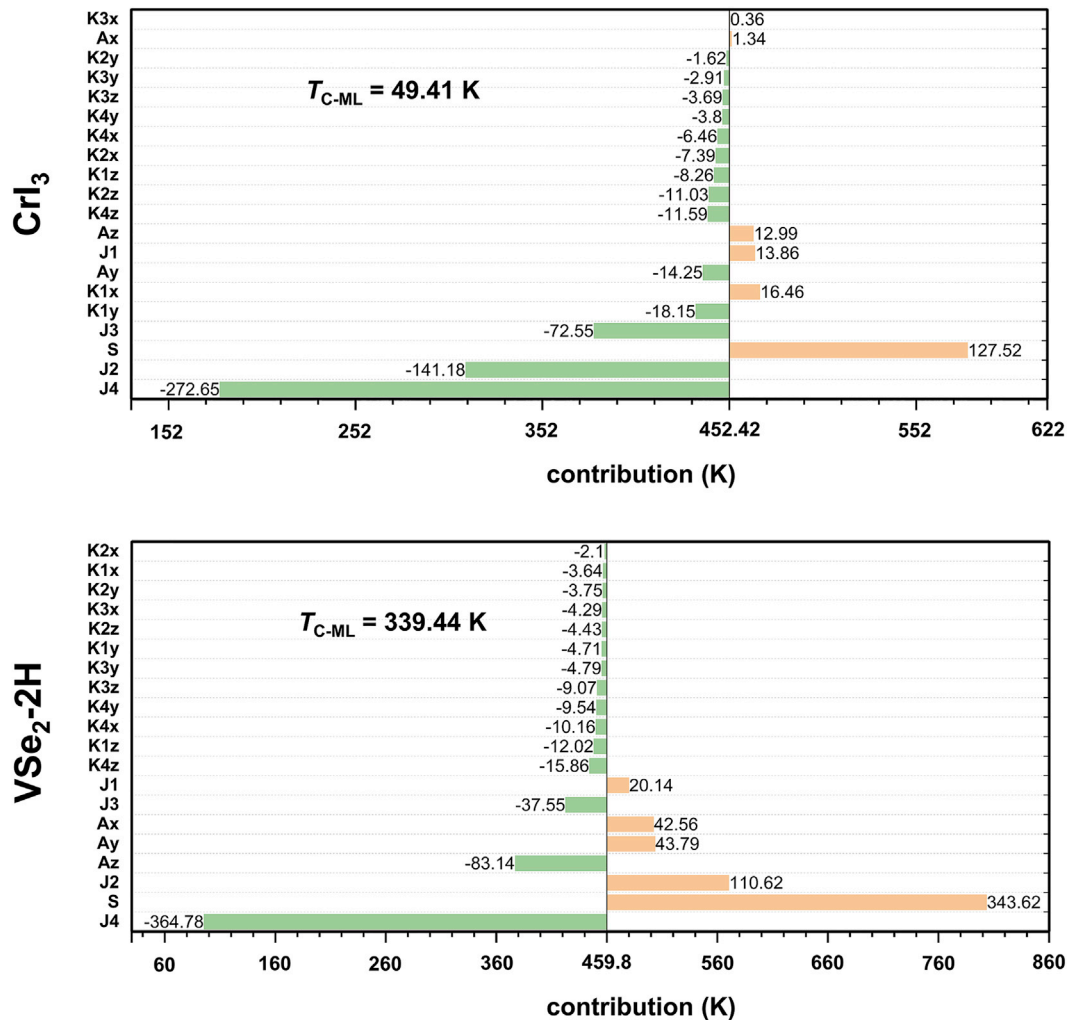 CrI3
K3x 0.36
Ax 1.34
K2y -1.62
K3y -2.91
K3z -3.69
K4y -3.8
K4x -6.46
K2x -7.39
K1z -8.26
K2z -11.03
K4z -11.59
Az 12.99
J1 13.86
Ay -14.25
K1x 16.46
K1y -18.15
J3 -72.55
S 127.52
J2 -141.18
J4 -272.65
TC-ML = 49.41 K
152 252 352 452.42 552 622
contribution (K)
VSe2-2H
K2x -2.1
K1x -3.64
K2y -3.75
K3x -4.29
K2z -4.43
K1y -4.71
K3y -4.79
K3z -9.07
K4y -9.54
K4x -10.16
K1z -12.02
K4z -15.86
J1 20.14
J3 -37.55
Ax 42.56
Ay 43.79
Az -83.14
J2 110.62
S 343.62
J4 -364.78
TC-ML = 339.44 K
60 160 260 360 459.8 560 660 760 860
contribution (K)